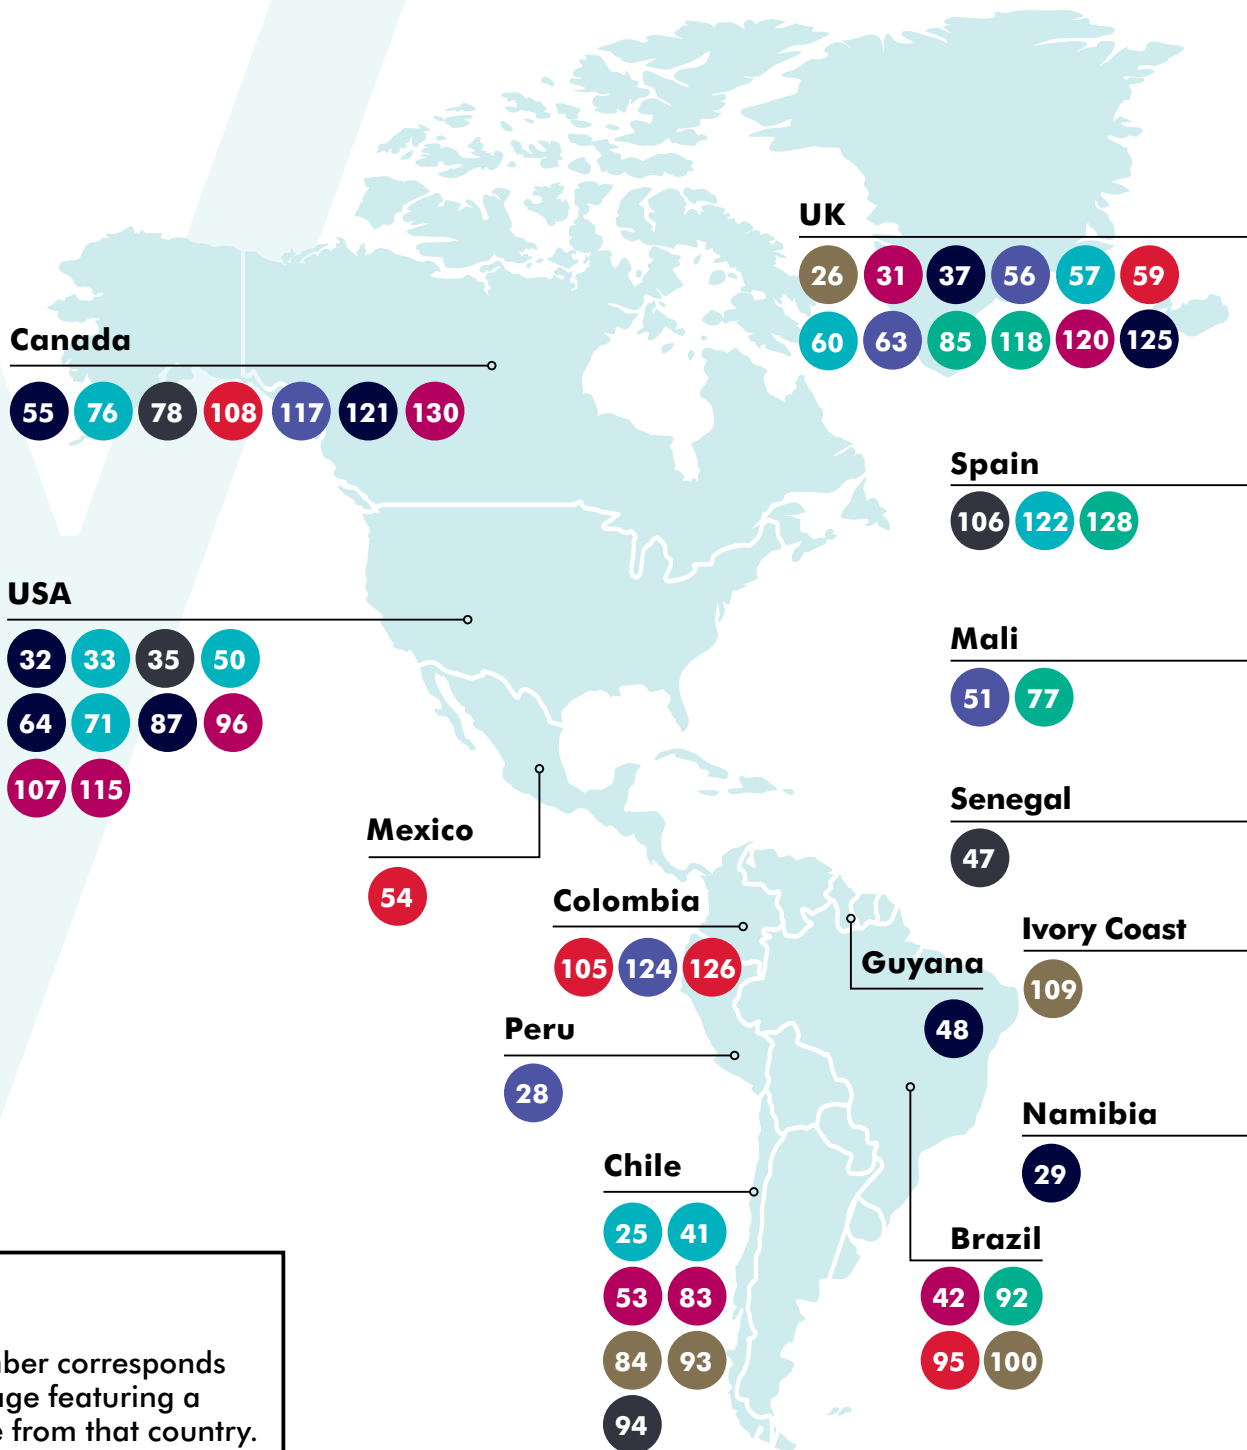 UK
26 31 37 56 57 59
60 63 85 118 120 125
Canada
55 76 78 108 117 121 130
Spain
106 122 128
USA
32 33 35 50
64 71 87 96
107 115
Mali
51 77
Senegal
47
Mexico
54
Colombia
105 124 126
Guyana
48
Ivory Coast
109
Peru
28
Namibia
29
Chile
25 41
53 83
84 93
94
Brazil
42 92
95 100
corresponds
featuring a
from that country.